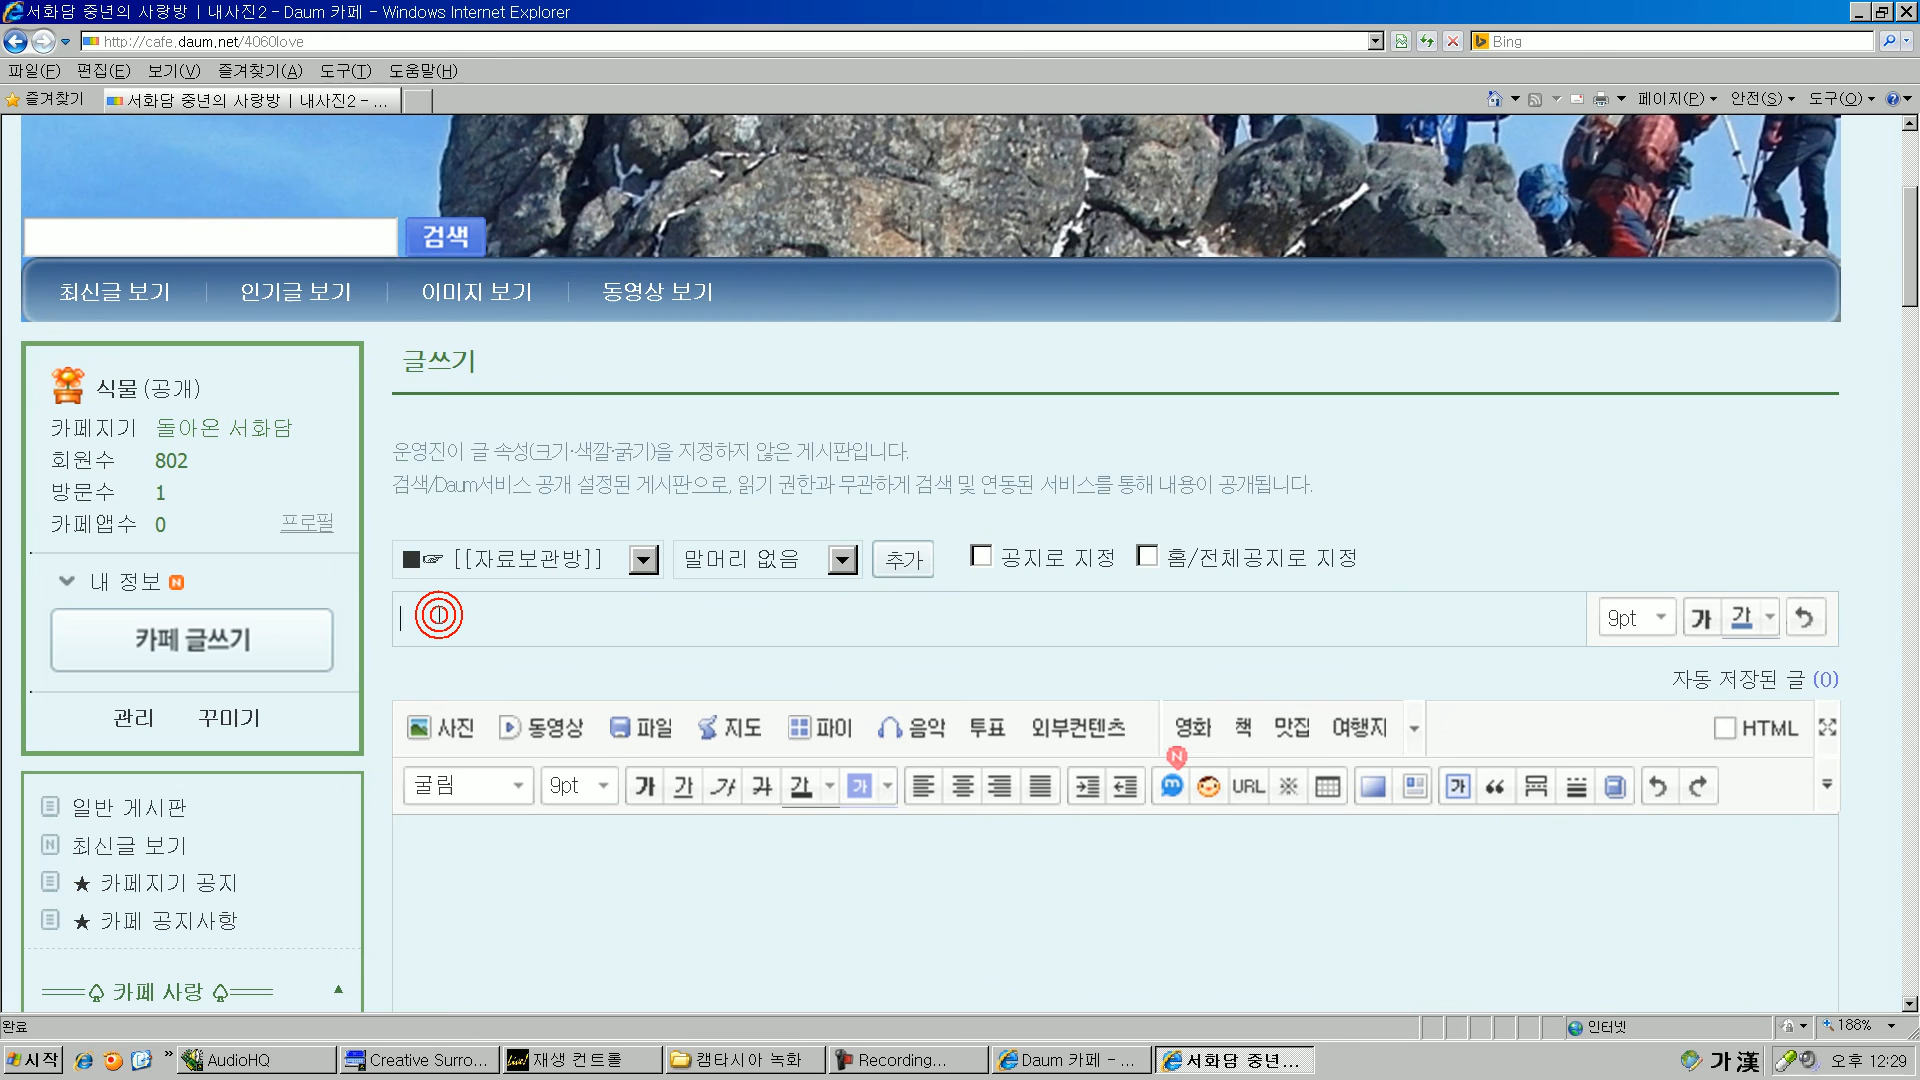 서화담 중년의 사랑방 | 내사진2 - Daum 카페 - Windows Internet Explorer
http://cafe.daum.net/4060love
Bing
파일(F) 편집(E) 보기(V) 즐겨찾기(A) 도구(T) 도움말(H)
즐겨찾기
서화담 중년의 사랑방 | 내사진2 - ...
페이지(P)
안전(S)
도구(O)
검색
최신글 보기 | 인기글 보기 | 이미지 보기 | 동영상 보기
식물 (공개)
카페지기 돌아온 서화담
회원수 802
방문수 1
카페앱수 0
프로필
내 정보 N
카페 글쓰기
관리 꾸미기
일반 게시판
N 최신글 보기
★ 카페지기 공지
★ 카페 공지사항
═══♤ 카페 사랑 ♤═══ ▲
글쓰기
운영진이 글 속성(크기·색깔·굵기)을 지정하지 않은 게시판입니다.
검색/Daum서비스 공개 설정된 게시판으로, 읽기 권한과 무관하게 검색 및 연동된 서비스를 통해 내용이 공개됩니다.
■☞ [[자료보관방]] 말머리 없음 추가 공지로 지정 홈/전체공지로 지정
9pt 가 간
자동 저장된 글 (0)
사진 동영상 파일 지도 파이 음악 투표 외부컨텐츠 영화 책 맛집 여행지 HTML
N
굴림 9pt 가 간 가 가 간 가 URL ※ 가 “
완료
인터넷
188%
시작
AudioHQ
Creative Surro...
재생 컨트롤
캠타시아 녹화
Recording...
Daum 카페 - ...
서화담 중년...
가 漢
오후 12:29